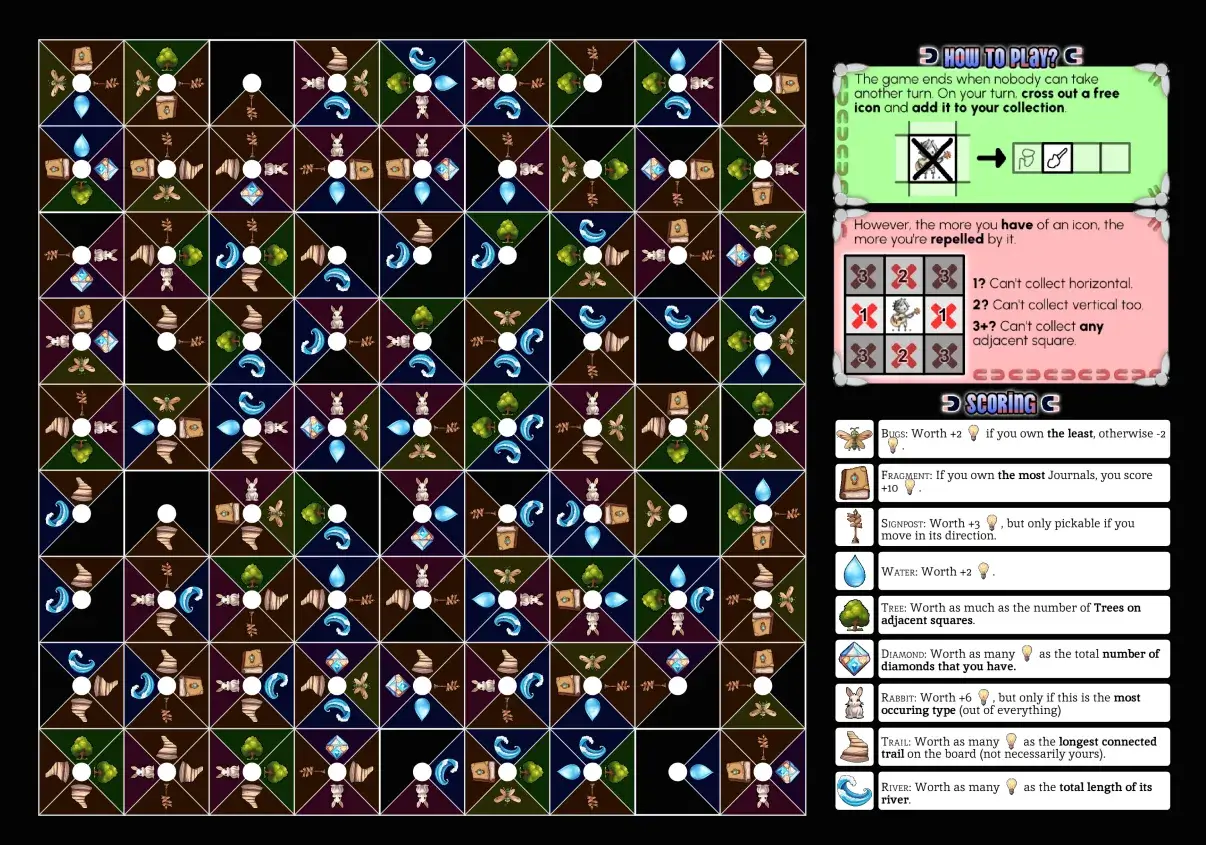 HOW TO PLAY?
The game ends when nobody can take
another turn. On your turn, cross out a free
icon and add it to your collection.
However, the more you have of an icon, the
more you're repelled by it.
3 2 3
1 1
3 2 3
1? Can't collect horizontal.
2? Can't collect vertical too.
3+? Can't collect any
adjacent square.
SCORING
Bugs: Worth +2 if you own the least, otherwise -2
.
Fragment: If you own the most Journals, you score
+10 .
Signpost: Worth +3 , but only pickable if you
move in its direction.
Water: Worth +2 .
Tree: Worth as much as the number of Trees on
adjacent squares.
Diamond: Worth as many as the total number of
diamonds that you have.
Rabbit: Worth +6 , but only if this is the most
occuring type (out of everything)
Trail: Worth as many as the longest connected
trail on the board (not necessarily yours).
River: Worth as many as the total length of its
river.